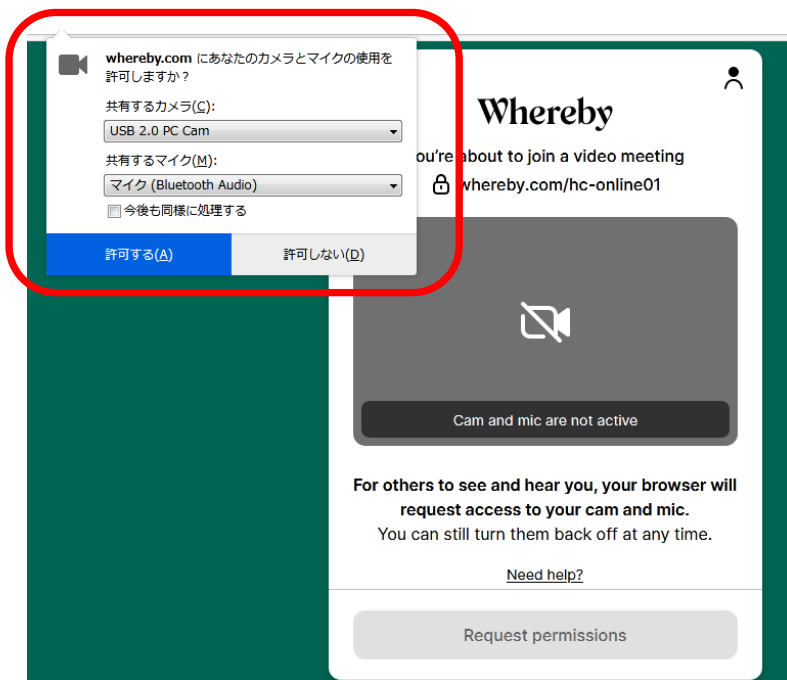 whereby.com にあなたのカメラとマイクの使用を
許可しますか？
共有するカメラ(C):
USB 2.0 PC Cam
共有するマイク(M):
マイク (Bluetooth Audio)
今後も同様に処理する
許可する(A)
許可しない(D)
Whereby
ou're about to join a video meeting
whereby.com/hc-online01
Cam and mic are not active
For others to see and hear you, your browser will
request access to your cam and mic.
You can still turn them back off at any time.
Need help?
Request permissions